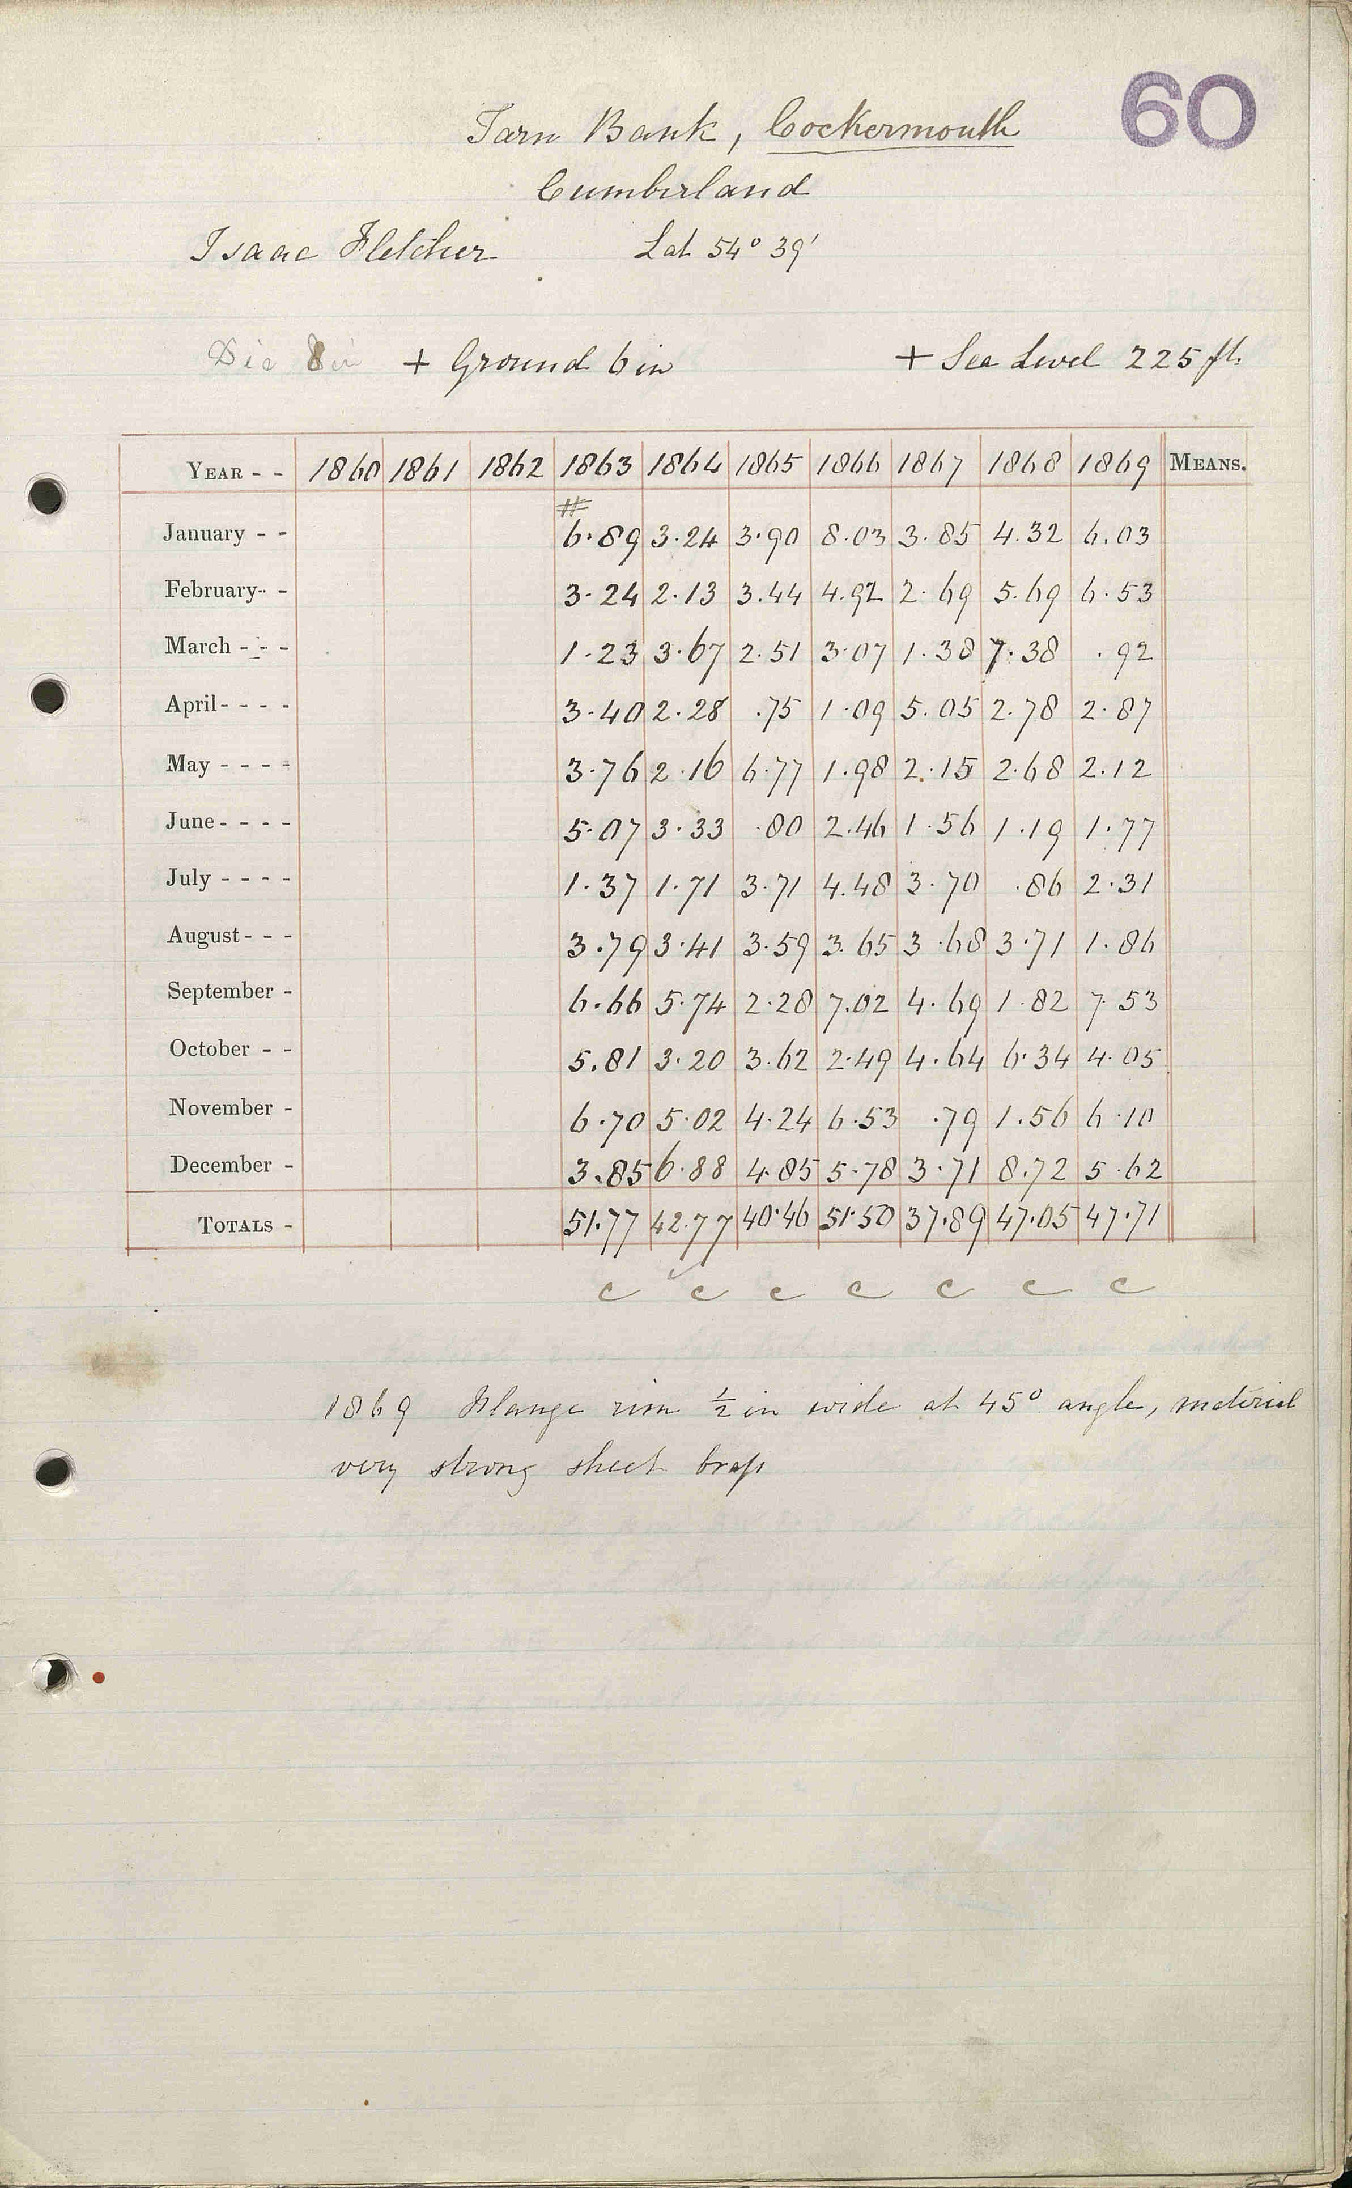 60
Tarn Bank, Cockermouth
Cumberland
Isaac Fletcher Lat 54° 39'
Dia 8 in + Ground 6 in + Sea Level 225 ft.
YEAR - - 1860 1861 1862 1863 1864 1865 1866 1867 1868 1869 MEANS.
#
January - - 6.89 3.24 3.90 8.03 3.85 4.32 6.03
February - - 3.24 2.13 3.44 4.92 2.69 5.69 6.53
March - - - 1.23 3.67 2.51 3.07 1.38 7.38 .92
April - - - - 3.40 2.28 .75 1.09 5.05 2.78 2.87
May - - - - 3.76 2.16 6.77 1.98 2.15 2.68 2.12
June - - - - 5.07 3.33 .80 2.46 1.56 1.19 1.77
July - - - - 1.37 1.71 3.71 4.48 3.70 .86 2.31
August - - - 3.79 3.41 3.59 3.65 3.68 3.71 1.86
September - 6.66 5.74 2.28 7.02 4.69 1.82 7.53
October - - 5.81 3.20 3.62 2.49 4.64 6.34 4.05
November - 6.70 5.02 4.24 6.53 .79 1.56 6.10
December - 3.85 6.88 4.85 5.78 3.71 8.72 5.62
TOTALS - 51.77 42.77 40.46 51.50 37.89 47.05 47.71
c c c c c c c
1869 Flange rim ½ in wide at 45° angle, material
very strong sheet brass